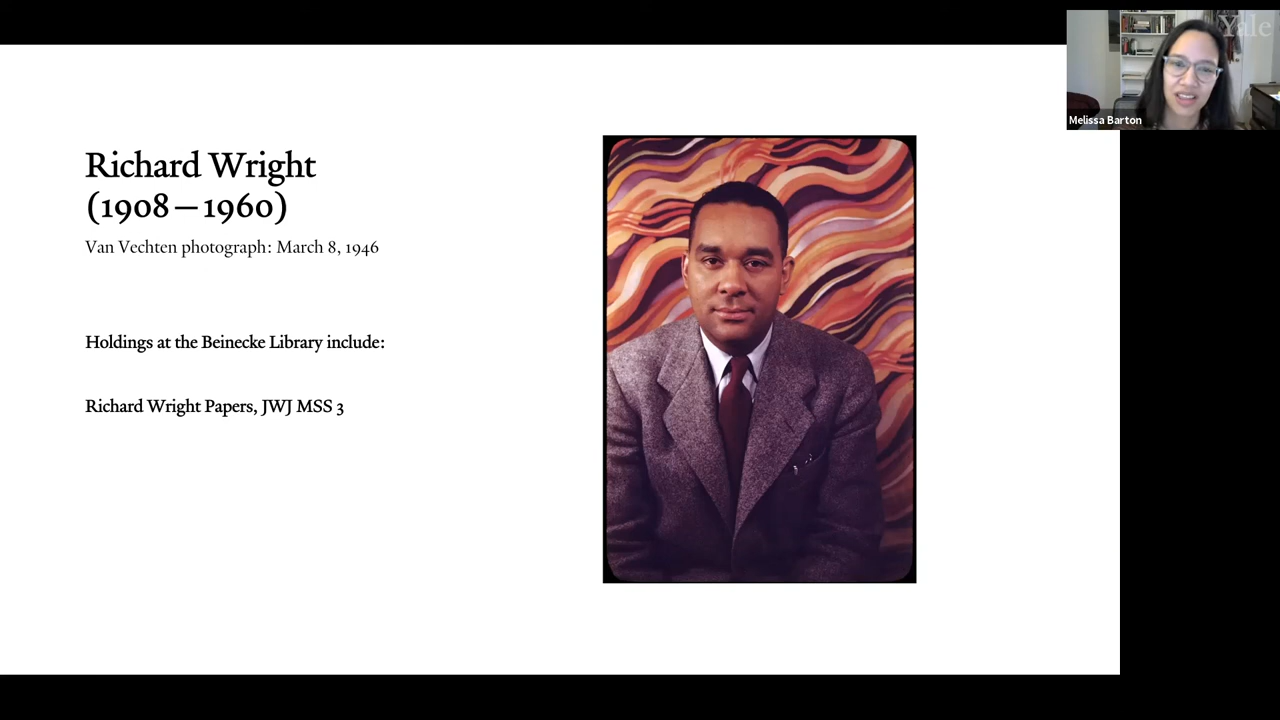 Yale
Melissa Barton
Richard Wright
(1908–1960)
Van Vechten photograph: March 8, 1946
Holdings at the Beinecke Library include:
Richard Wright Papers, JWJ MSS 3